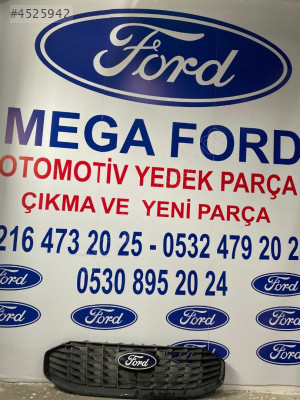 #4525942
Ford
MEGA FORD
OTOMOTİV YEDEK PARÇA
ÇIKMA VE YENİ PARÇA
216 473 20 25 - 0532 479 20 2
0530 895 20 24
Ford Ford
Ford Ford Ford Ford
Ford Ford Ford